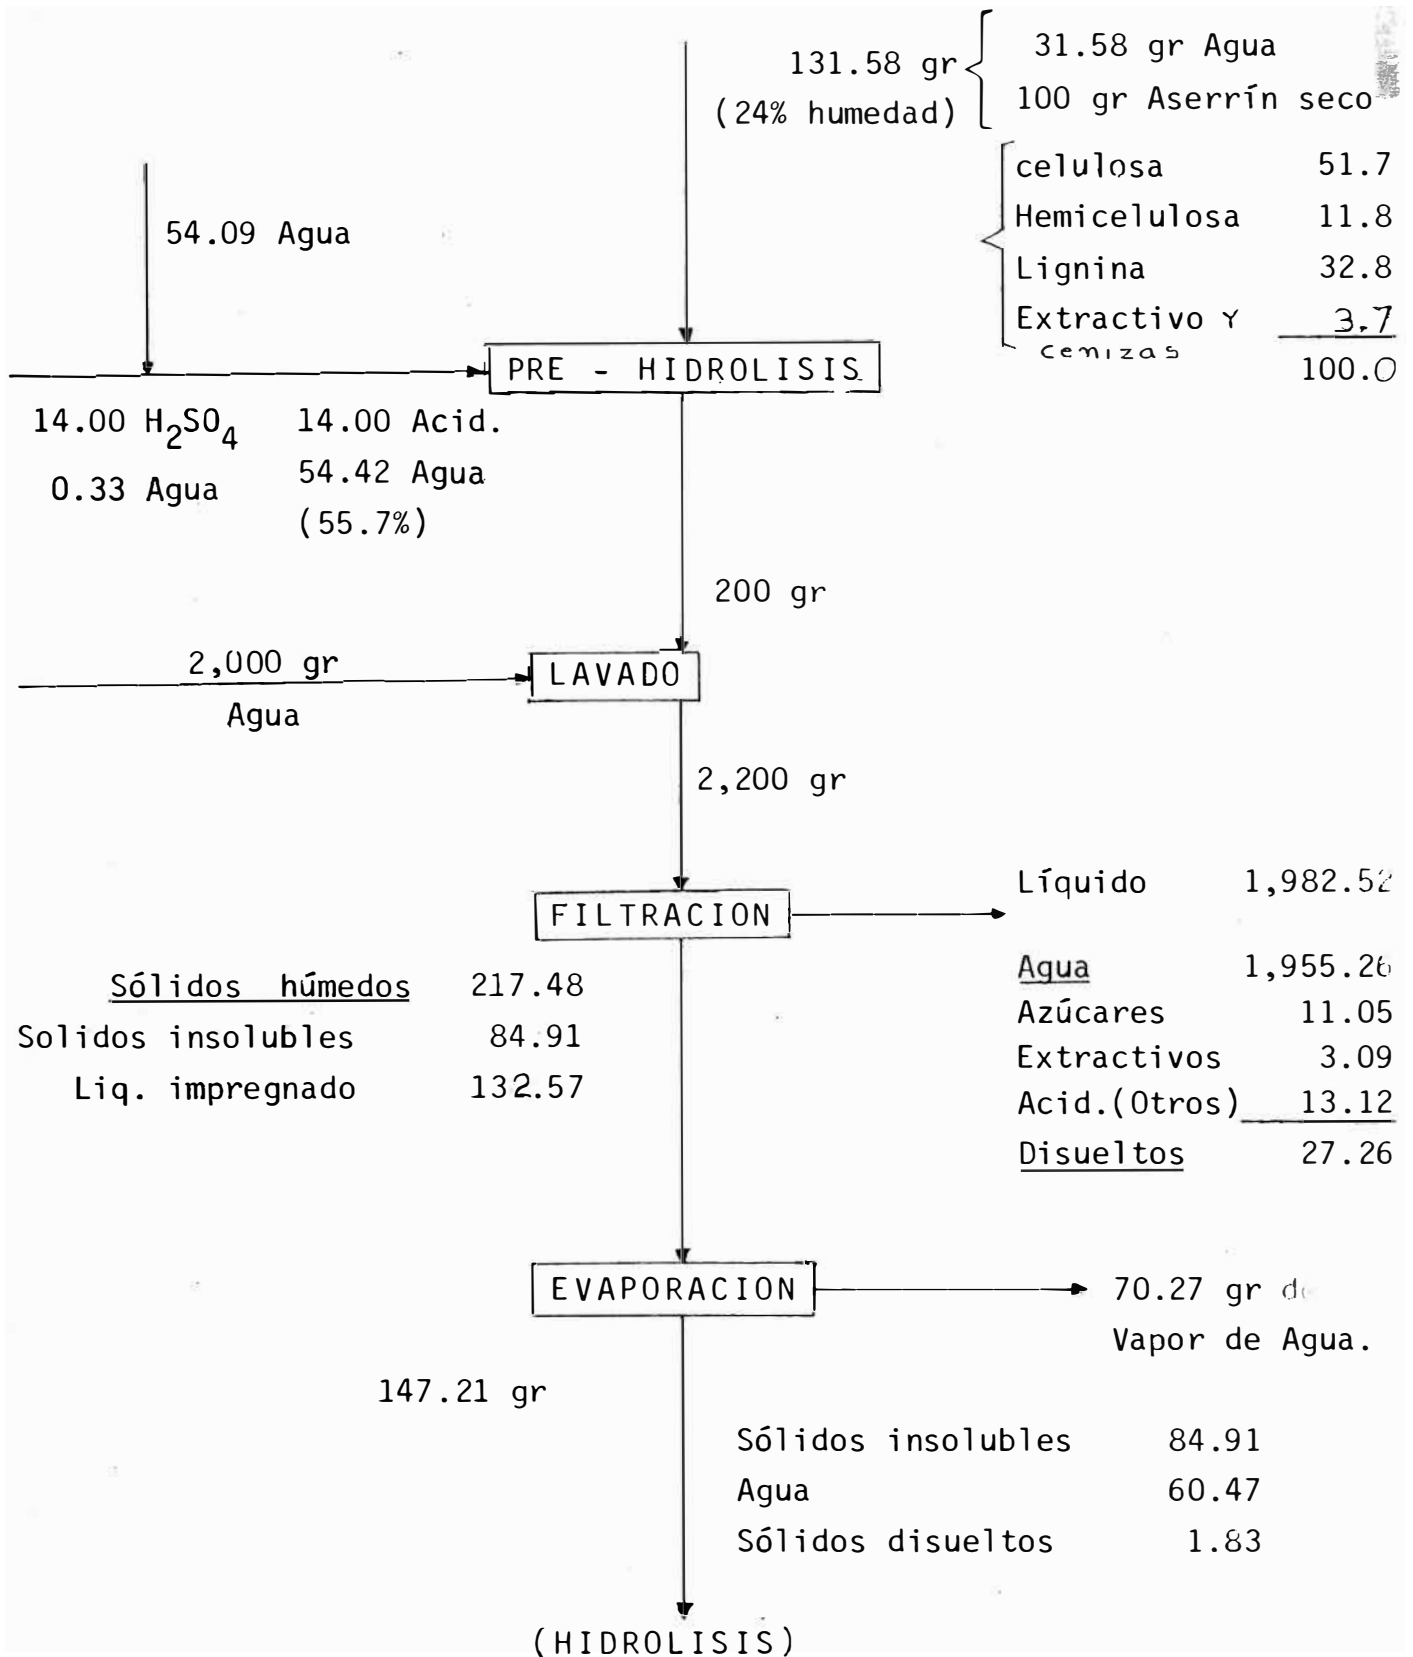 131.58 gr
(24% humedad)
31.58 gr Agua
100 gr Aserrín seco
celulosa 51.7
Hemicelulosa 11.8
Lignina 32.8
Extractivo Y 3.7
cenizas
100.0
54.09 Agua
PRE - HIDROLISIS
14.00 H2SO4
0.33 Agua
14.00 Acid.
54.42 Agua
(55.7%)
200 gr
2,000 gr
Agua
LAVADO
2,200 gr
FILTRACION
Líquido 1,982.52
Agua 1,955.26
Azúcares 11.05
Extractivos 3.09
Acid.(Otros) 13.12
Disueltos 27.26
Sólidos húmedos 217.48
Solidos insolubles 84.91
Liq. impregnado 132.57
EVAPORACION
70.27 gr de
Vapor de Agua.
147.21 gr
Sólidos insolubles 84.91
Agua 60.47
Sólidos disueltos 1.83
(HIDROLISIS)